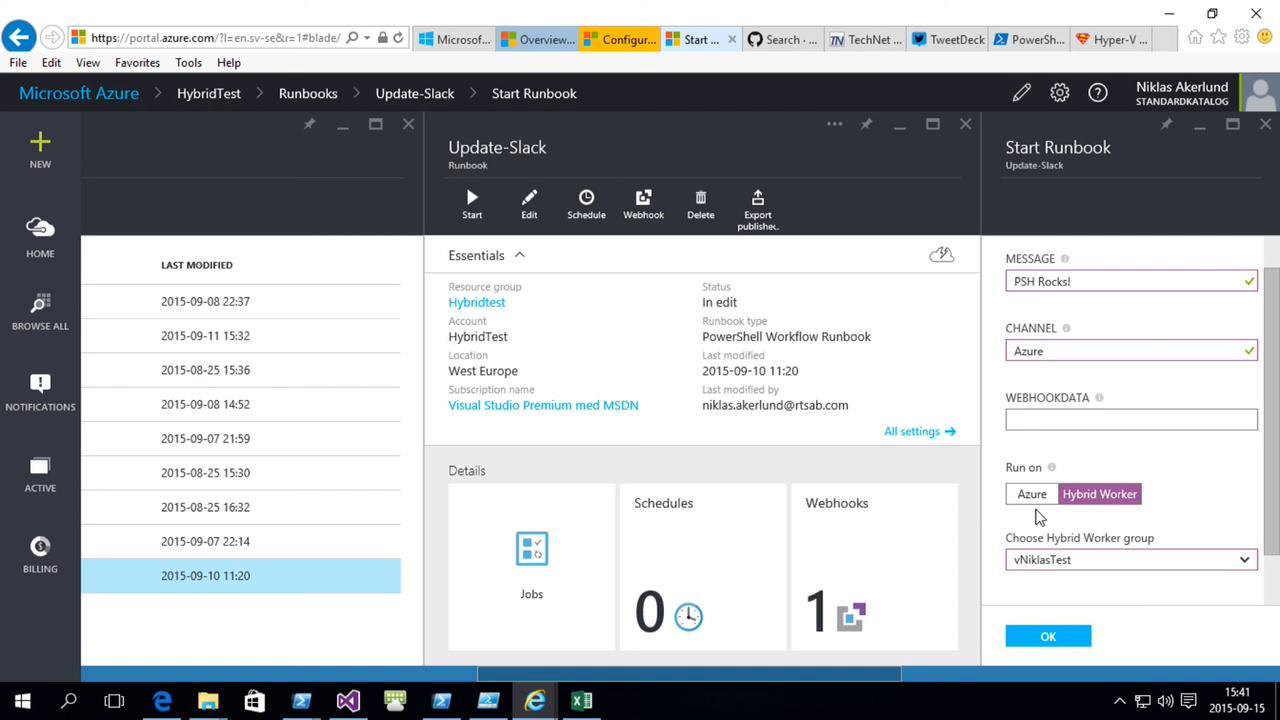 https://portal.azure.com/?l=en.sv-se&r=1#blade/
Microsof...
Overview...
Configur...
Start ...
Search · ...
TechNet ...
TweetDeck
PowerSh...
Hyper-V ...
File Edit View Favorites Tools Help
Microsoft Azure > HybridTest > Runbooks > Update-Slack > Start Runbook
Niklas Akerlund
STANDARDKATALOG
NEW
HOME
BROWSE ALL
NOTIFICATIONS
ACTIVE
BILLING
LAST MODIFIED
2015-09-08 22:37
2015-09-11 15:32
2015-08-25 15:36
2015-09-08 14:52
2015-09-07 21:59
2015-08-25 15:30
2015-08-25 16:32
2015-09-07 22:14
2015-09-10 11:20
Update-Slack
Runbook
Start
Edit
Schedule
Webhook
Delete
Export
publishe...
Essentials
Resource group
Hybridtest
Account
HybridTest
Location
West Europe
Subscription name
Visual Studio Premium med MSDN
Status
In edit
Runbook type
PowerShell Workflow Runbook
Last modified
2015-09-10 11:20
Last modified by
niklas.akerlund@rtsab.com
All settings →
Details
Jobs
Schedules
0
Webhooks
1
Start Runbook
Update-Slack
MESSAGE
PSH Rocks!
CHANNEL
Azure
WEBHOOKDATA
Run on
Azure Hybrid Worker
Choose Hybrid Worker group
vNiklasTest
OK
15:41
2015-09-15